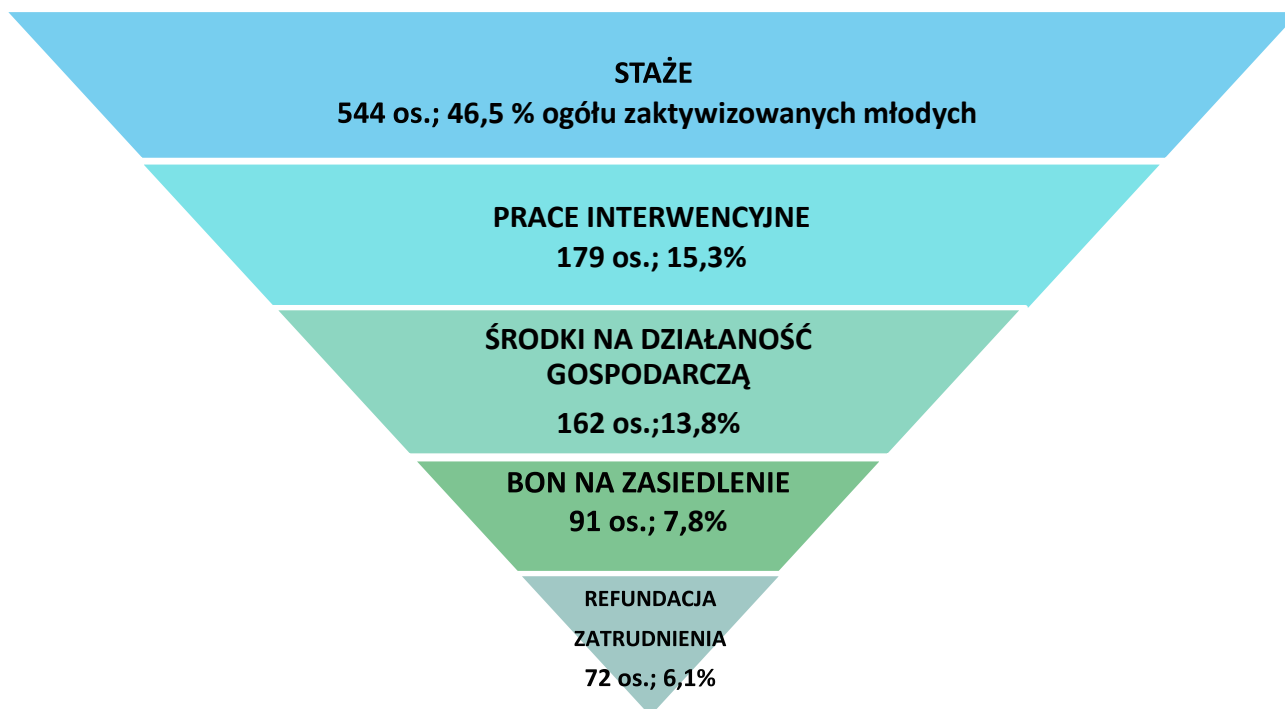 STAŻE
544 os.; 46,5 % ogółu zaktywizowanych młodych
PRACE INTERWENCYJNE
179 os.; 15,3%
ŚRODKI NA DZIAŁANOŚĆ
GOSPODARCZĄ
162 os.;13,8%
BON NA ZASIEDLENIE
91 os.; 7,8%
REFUNDACJA
ZATRUDNIENIA
72 os.; 6,1%